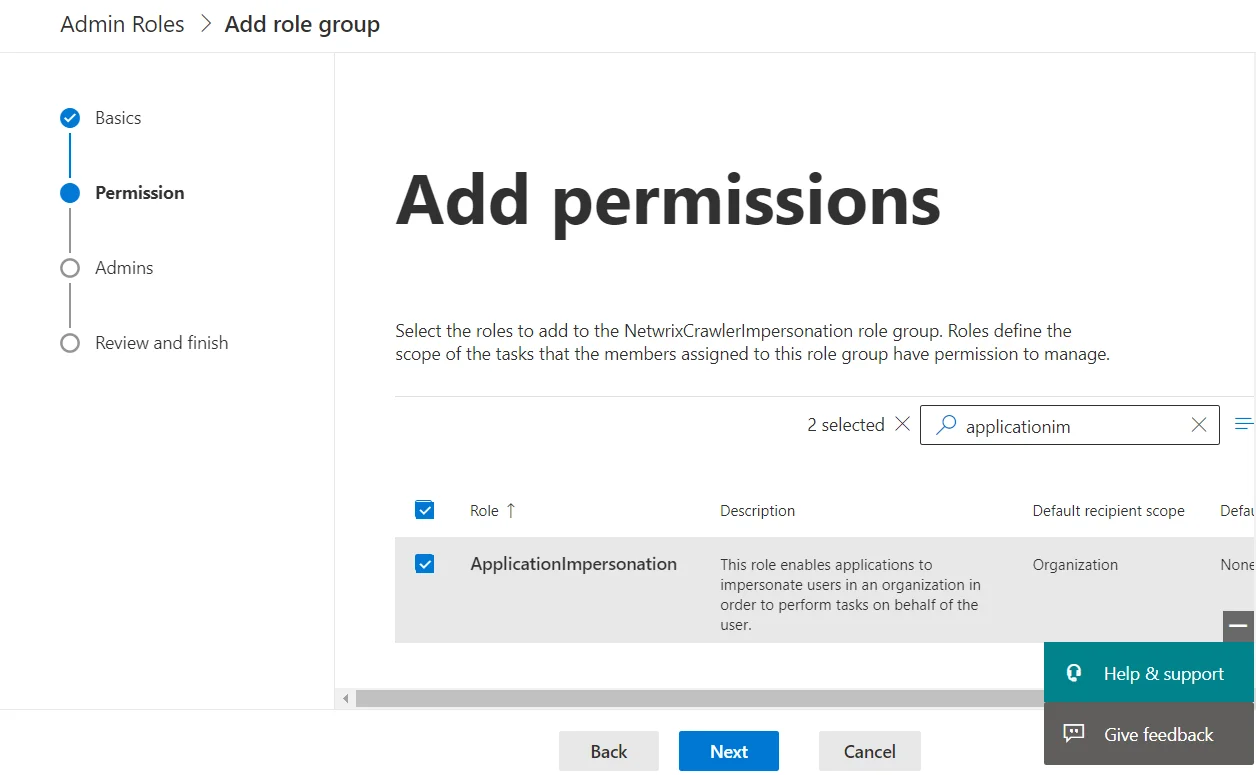 Admin Roles > Add role group
Basics
Permission
Admins
Review and finish
Add permissions
Select the roles to add to the NetwrixCrawlerImpersonation role group. Roles define the
scope of the tasks that the members assigned to this role group have permission to manage.
2 selected
applicationim
Role ↑ Description Default recipient scope Defau
ApplicationImpersonation This role enables applications to Organization None
impersonate users in an organization in
order to perform tasks on behalf of the
user.
Help & support
Give feedback
Back Next Cancel